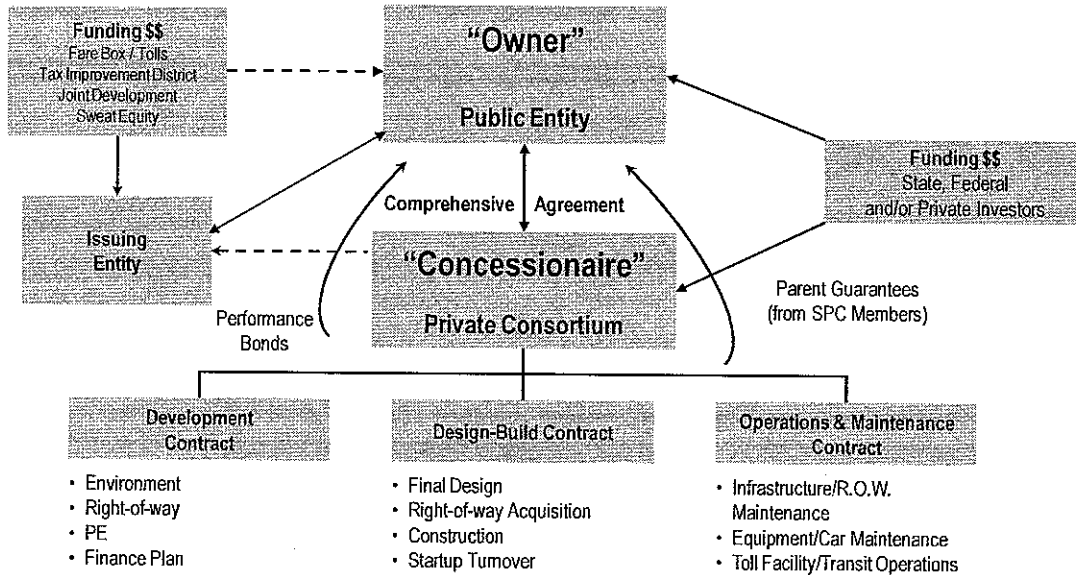 Funding $$
Fare Box / Tolls
Tax Improvement District
Joint Development
Sweat Equity
“Owner”
Public Entity
Funding $$
State, Federal
and/or Private Investors
Comprehensive Agreement
Issuing
Entity
“Concessionaire”
Private Consortium
Performance
Bonds
Parent Guarantees
(from SPC Members)
Development
Contract
• Environment
• Right-of-way
• PE
• Finance Plan
Design-Build Contract
• Final Design
• Right-of-way Acquisition
• Construction
• Startup Turnover
Operations & Maintenance
Contract
• Infrastructure/R.O.W.
Maintenance
• Equipment/Car Maintenance
• Toll Facility/Transit Operations